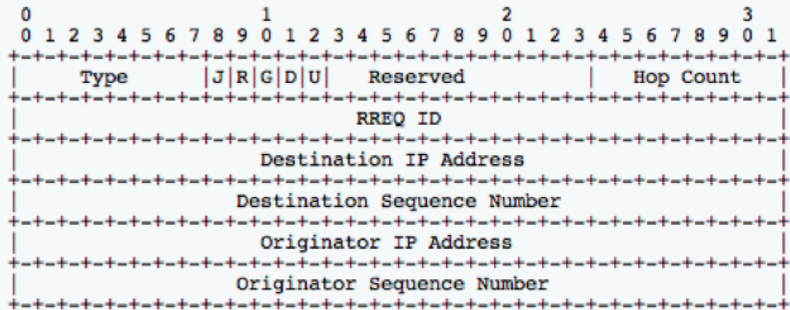 0                   1                   2                   3
0 1 2 3 4 5 6 7 8 9 0 1 2 3 4 5 6 7 8 9 0 1 2 3 4 5 6 7 8 9 0 1
+-+-+-+-+-+-+-+-+-+-+-+-+-+-+-+-+-+-+-+-+-+-+-+-+-+-+-+-+-+-+-+-+
|     Type      |J|R|G|D|U|   Reserved          |   Hop Count   |
+-+-+-+-+-+-+-+-+-+-+-+-+-+-+-+-+-+-+-+-+-+-+-+-+-+-+-+-+-+-+-+-+
|                            RREQ ID                            |
+-+-+-+-+-+-+-+-+-+-+-+-+-+-+-+-+-+-+-+-+-+-+-+-+-+-+-+-+-+-+-+-+
|                    Destination IP Address                     |
+-+-+-+-+-+-+-+-+-+-+-+-+-+-+-+-+-+-+-+-+-+-+-+-+-+-+-+-+-+-+-+-+
|                  Destination Sequence Number                  |
+-+-+-+-+-+-+-+-+-+-+-+-+-+-+-+-+-+-+-+-+-+-+-+-+-+-+-+-+-+-+-+-+
|                    Originator IP Address                      |
+-+-+-+-+-+-+-+-+-+-+-+-+-+-+-+-+-+-+-+-+-+-+-+-+-+-+-+-+-+-+-+-+
|                  Originator Sequence Number                   |
+-+-+-+-+-+-+-+-+-+-+-+-+-+-+-+-+-+-+-+-+-+-+-+-+-+-+-+-+-+-+-+-+